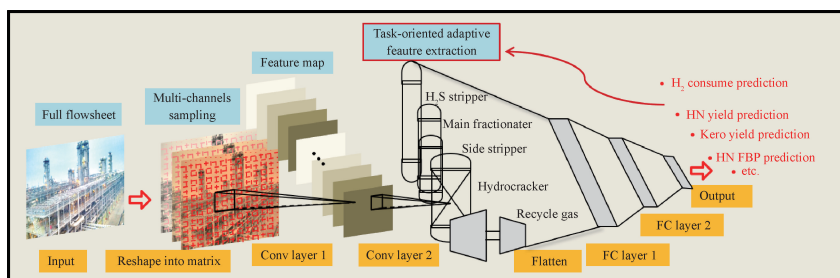 Task-oriented adaptive
feautre extraction
Feature map
H₂ consume prediction
Multi-channels
sampling
H₂S stripper
HN yield prediction
Full flowsheet
Main fractionater
Kero yield prediction
Side stripper
HN FBP prediction
etc.
Hydrocracker
Output
Recycle gas
FC layer 2
Input
Reshape into matrix
Conv layer 1
Conv layer 2
Flatten
FC layer 1